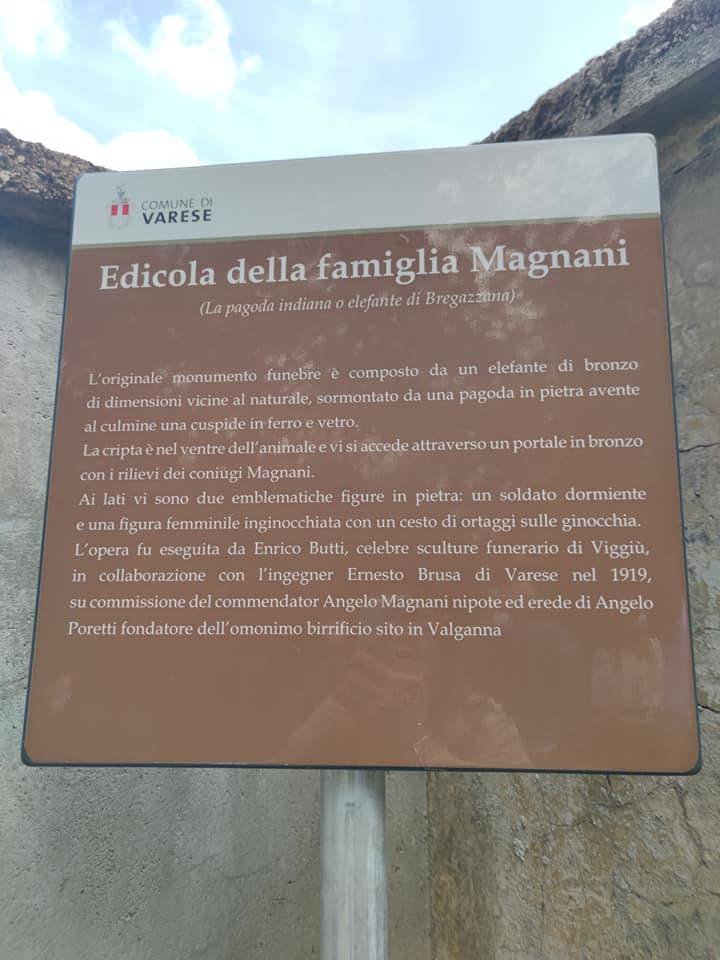 COMUNE DI
VARESE
Edicola della famiglia Magnani
(La pagoda indiana o elefante di Bregazzana)
L'originale monumento funebre è composto da un elefante di bronzo
di dimensioni vicine al naturale, sormontato da una pagoda in pietra avente
al culmine una cuspide in ferro e vetro.
La cripta è nel ventre dell'animale e vi si accede attraverso un portale in bronzo
con i rilievi dei coniugi Magnani.
Ai lati vi sono due emblematiche figure in pietra: un soldato dormiente
e una figura femminile inginocchiata con un cesto di ortaggi sulle ginocchia.
L'opera fu eseguita da Enrico Butti, celebre sculture funerario di Viggiù,
in collaborazione con l'ingegner Ernesto Brusa di Varese nel 1919,
su commissione del commendator Angelo Magnani nipote ed erede di Angelo
Poretti fondatore dell'omonimo birrificio sito in Valganna